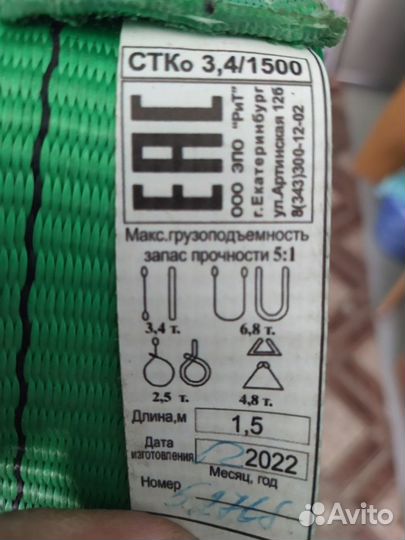 СТКо 3,4/1500
ЕАС
ООО ЭПО "РиТ"
г.Екатеринбург
ул.Артинская 12б
8(343)300-12-02
Макс.грузоподъемность
запас прочности 5:1
3,4 т.
6,8 т.
2,5 т.
4,8 т.
Длина,м 1,5
Дата
изготовления 2022
Месяц, год
Номер
Avito